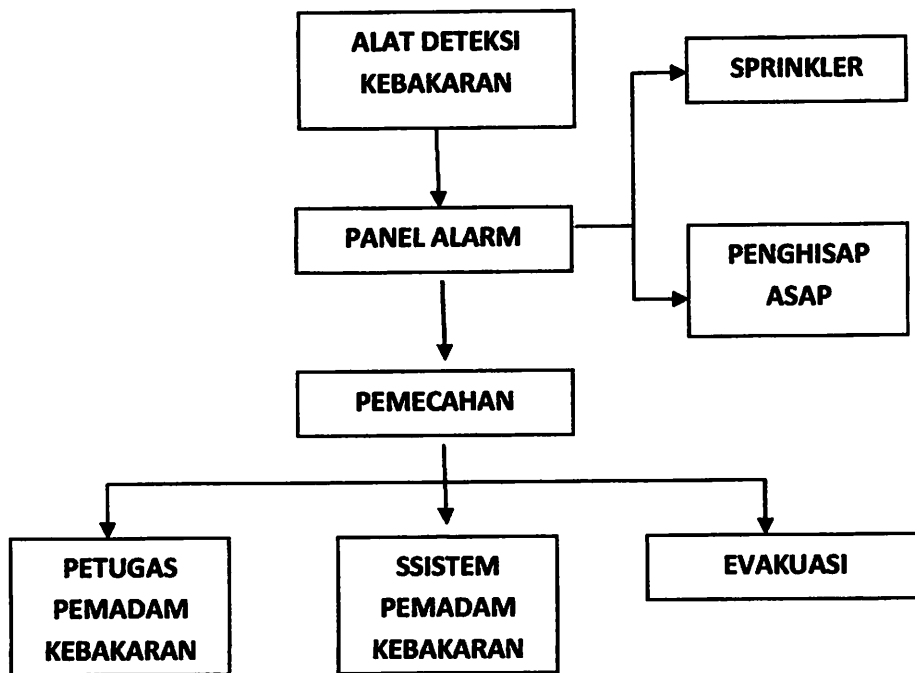 ALAT DETEKSI
KEBAKARAN
SPRINKLER
PANEL ALARM
PENGHISAP
ASAP
PEMECAHAN
PETUGAS
PEMADAM
KEBAKARAN
SSISTEM
PEMADAM
KEBAKARAN
EVAKUASI